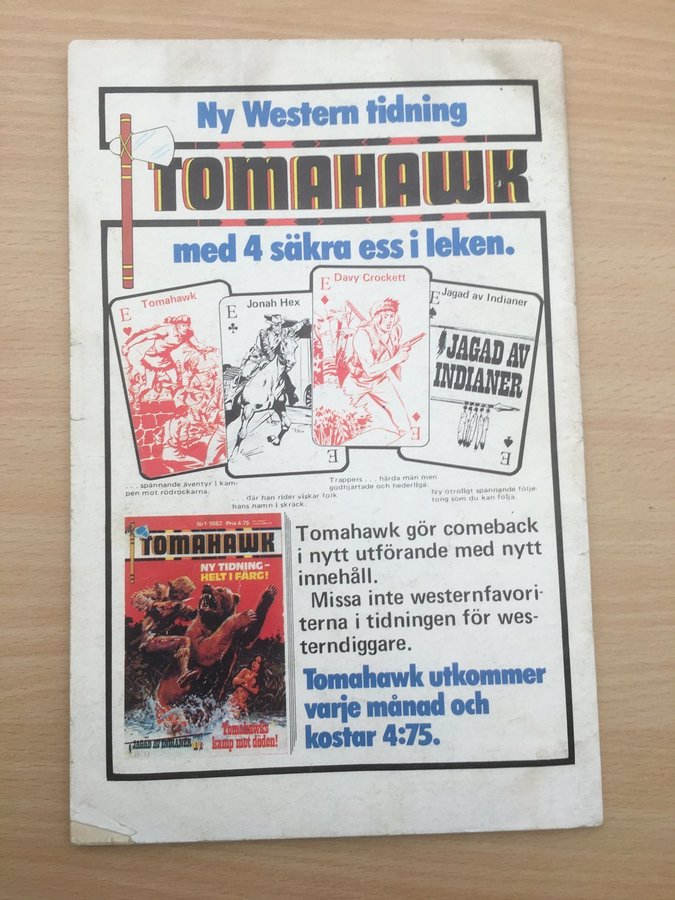 Ny Western tidning
TOMAHAWK
med 4 säkra ess i leken.
E Tomahawk
E Jonah Hex
E Davy Crockett
E Jagad av Indianer
JAGAD AV
INDIANER
E
E
E
. . . spännande äventyr i kam-
pen mot rödrockarna.
. . . där han rider viskar folk
hans namn i skräck.
Trappers . . . hårda män men
godhjärtade och hederliga.
Ny otroligt spännande följe-
tong som du kan följa.
Nr 1 · 1982 Pris 4:75
TOMAHAWK
NY TIDNING -
HELT I FÄRG!
JAGAD AV INDIANER
Tomahawks
kamp mot döden!
Tomahawk gör comeback
i nytt utförande med nytt
innehåll.
Missa inte westernfavori-
terna i tidningen för wes-
terndiggare.
Tomahawk utkommer
varje månad och
kostar 4:75.